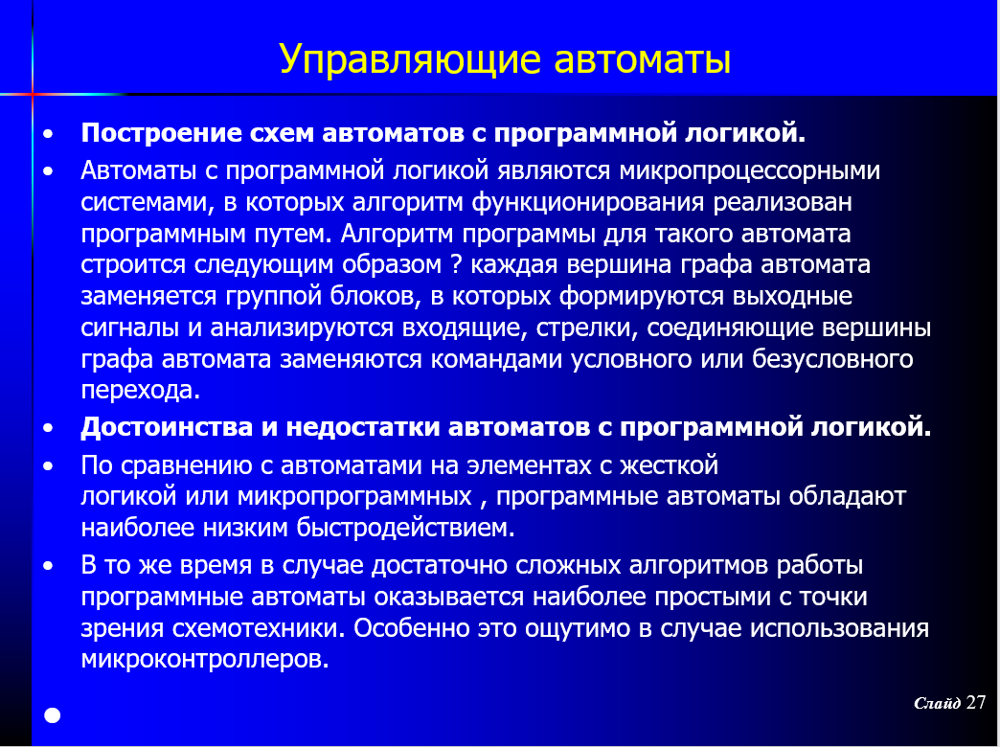 Управляющие автоматы
• Построение схем автоматов с программной логикой.
• Автоматы с программной логикой являются микропроцессорными
системами, в которых алгоритм функционирования реализован
программным путем. Алгоритм программы для такого автомата
строится следующим образом ? каждая вершина графа автомата
заменяется группой блоков, в которых формируются выходные
сигналы и анализируются входящие, стрелки, соединяющие вершины
графа автомата заменяются командами условного или безусловного
перехода.
• Достоинства и недостатки автоматов с программной логикой.
• По сравнению с автоматами на элементах с жесткой
логикой или микропрограммных , программные автоматы обладают
наиболее низким быстродействием.
• В то же время в случае достаточно сложных алгоритмов работы
программные автоматы оказывается наиболее простыми с точки
зрения схемотехники. Особенно это ощутимо в случае использования
микроконтроллеров.
Слайд 27